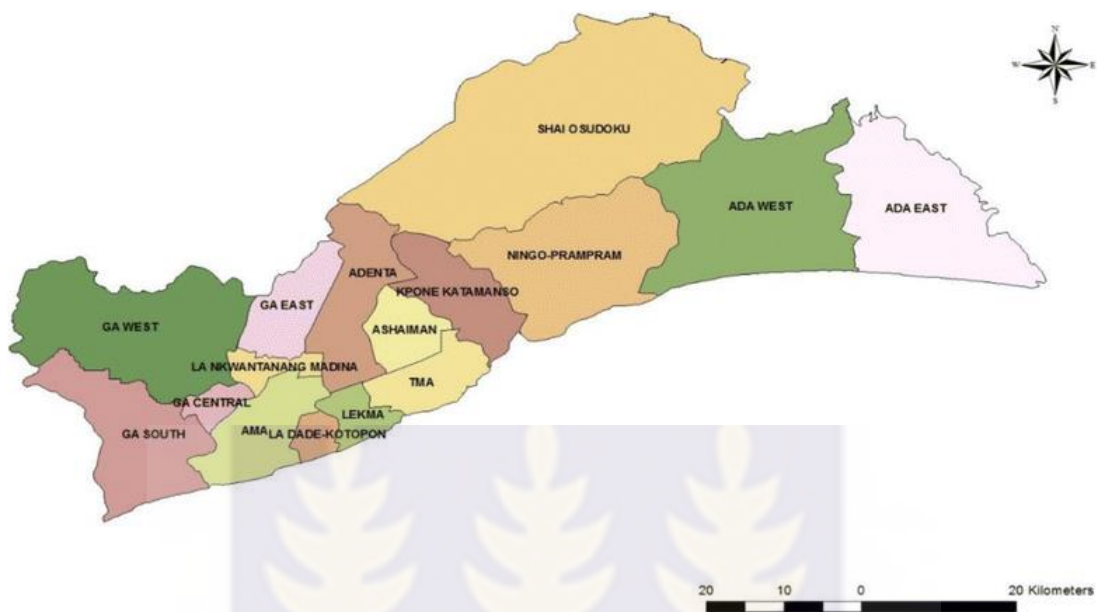 N
W E
S
SHAI OSUDOKU
ADA WEST
ADA EAST
NINGO-PRAMPRAM
ADENTA
KPONE KATAMANSO
GA EAST
GA WEST
ASHAIMAN
LA NKWANTANANG MADINA
TMA
GA CENTRAL
LEKMA
GA SOUTH
AMA
LA DADE-KOTOPON
20 10 0 20 Kilometers